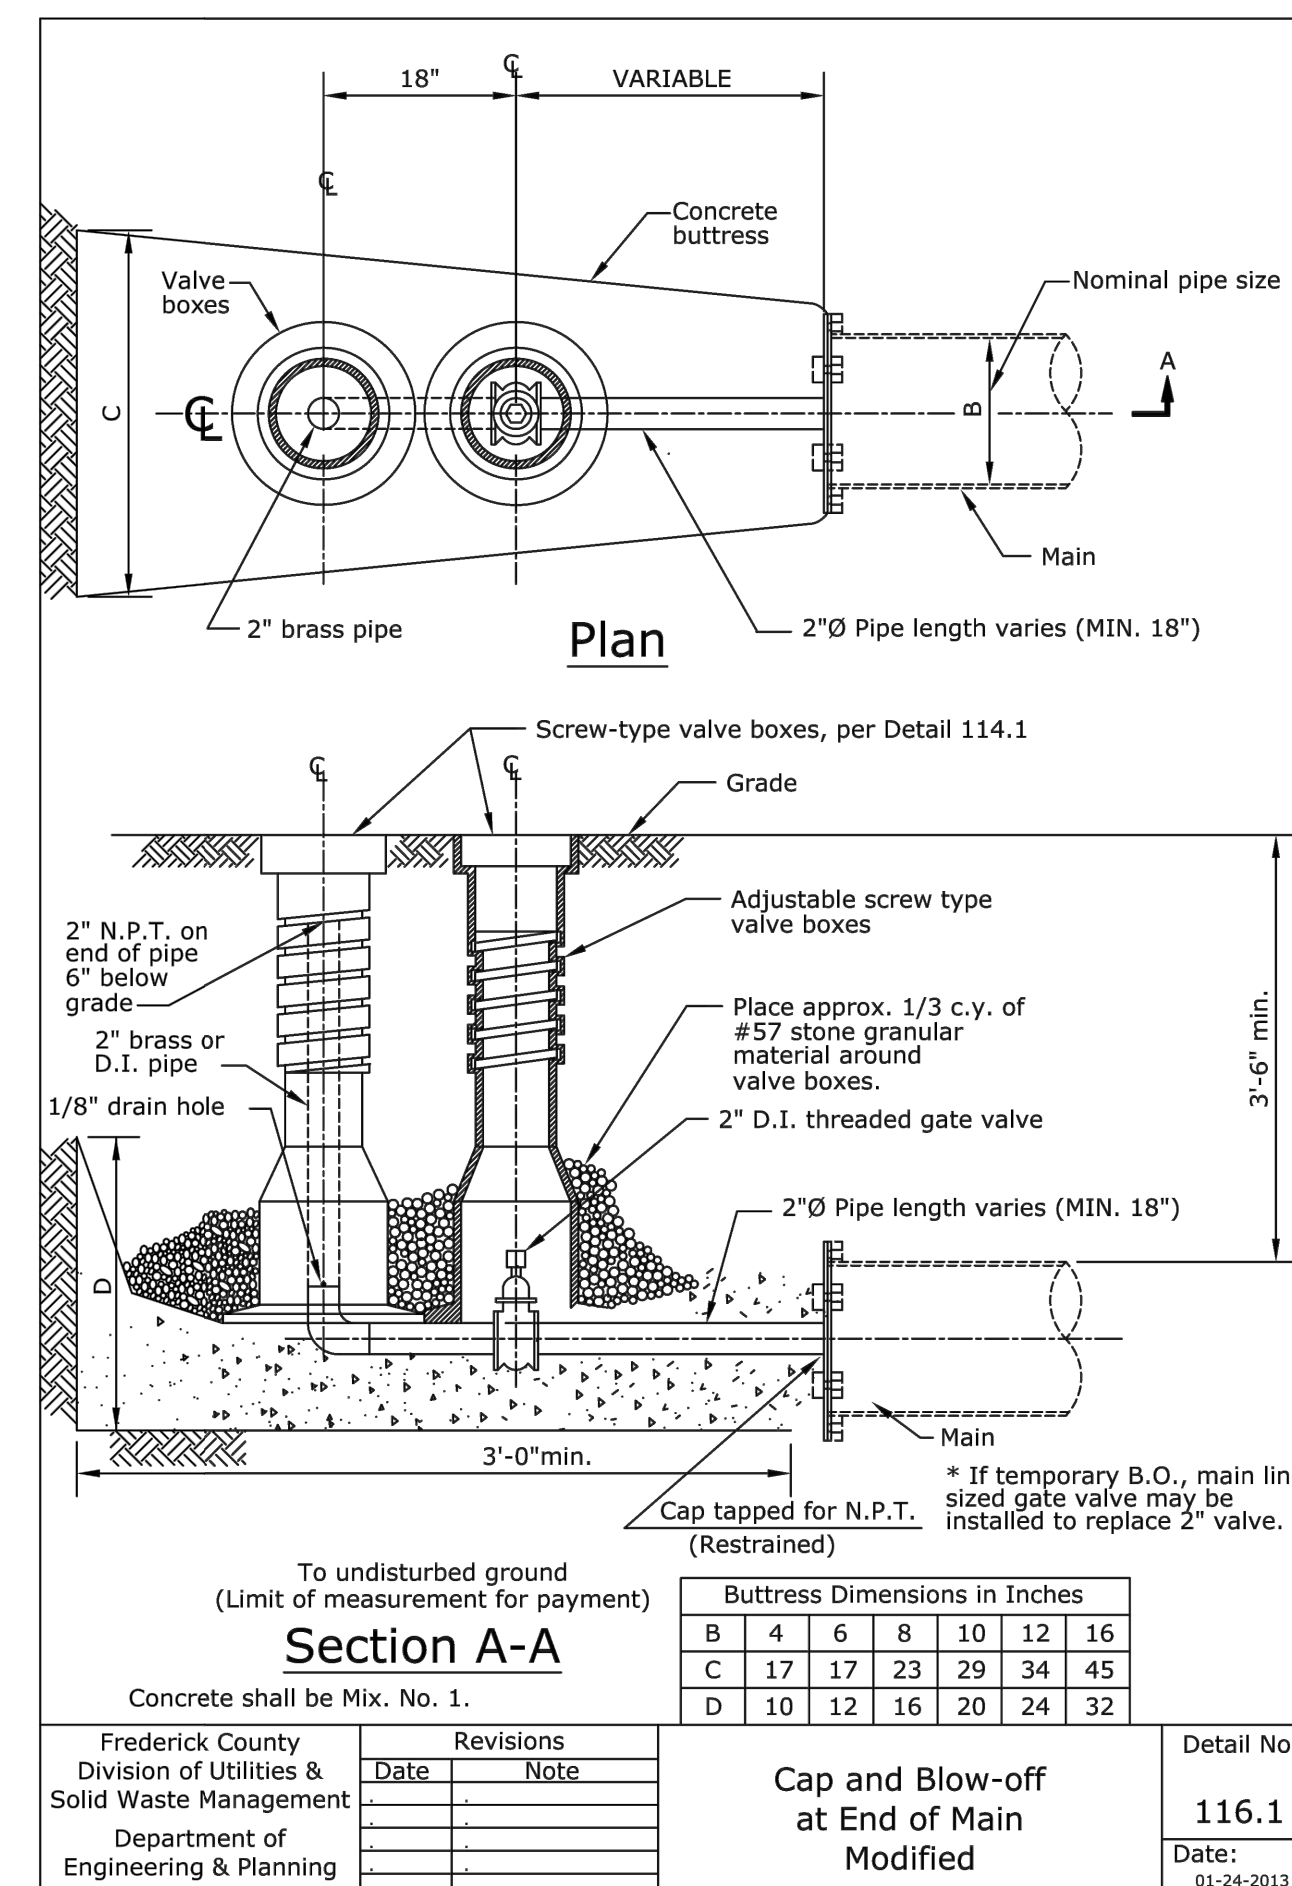 ℄
18"
VARIABLE
℄
Concrete
buttress
Valve
boxes
Nominal pipe size
A
C
℄
B
Main
2" brass pipe
2"Ø Pipe length varies (MIN. 18")
Plan
Screw-type valve boxes, per Detail 114.1
℄
℄
Grade
Adjustable screw type
valve boxes
2" N.P.T. on
end of pipe
6" below
grade
Place approx. 1/3 c.y. of
#57 stone granular
material around
valve boxes.
3'-6" min.
2" brass or
D.I. pipe
1/8" drain hole
2" D.I. threaded gate valve
2"Ø Pipe length varies (MIN. 18")
D
Main
3'-0"min.
* If temporary B.O., main lin
sized gate valve may be
installed to replace 2" valve.
Cap tapped for N.P.T.
(Restrained)
To undisturbed ground
(Limit of measurement for payment)
Section A-A
Concrete shall be Mix. No. 1.
Buttress Dimensions in Inches
B 4 6 8 10 12 16
C 17 17 23 29 34 45
D 10 12 16 20 24 32
Frederick County
Division of Utilities &
Solid Waste Management
Department of
Engineering & Planning
Revisions
Date Note
. .
. .
. .
. .
Cap and Blow-off
at End of Main
Modified
Detail No
116.1
Date:
01-24-2013